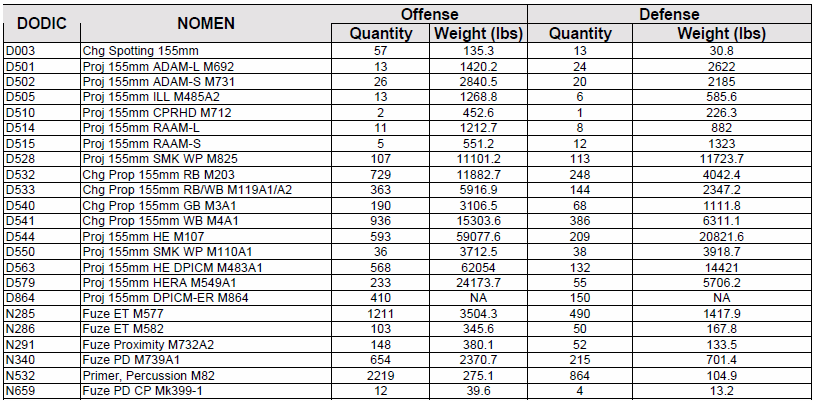 DODIC NOMEN Offense Defense
Quantity Weight (lbs) Quantity Weight (lbs)
D003 Chg Spotting 155mm 57 135.3 13 30.8
D501 Proj 155mm ADAM-L M692 13 1420.2 24 2622
D502 Proj 155mm ADAM-S M731 26 2840.5 20 2185
D505 Proj 155mm ILL M485A2 13 1268.8 6 585.6
D510 Proj 155mm CPRHD M712 2 452.6 1 226.3
D514 Proj 155mm RAAM-L 11 1212.7 8 882
D515 Proj 155mm RAAM-S 5 551.2 12 1323
D528 Proj 155mm SMK WP M825 107 11101.2 113 11723.7
D532 Chg Prop 155mm RB M203 729 11882.7 248 4042.4
D533 Chg Prop 155mm RB/WB M119A1/A2 363 5916.9 144 2347.2
D540 Chg Prop 155mm GB M3A1 190 3106.5 68 1111.8
D541 Chg Prop 155mm WB M4A1 936 15303.6 386 6311.1
D544 Proj 155mm HE M107 593 59077.6 209 20821.6
D550 Proj 155mm SMK WP M110A1 36 3712.5 38 3918.7
D563 Proj 155mm HE DPICM M483A1 568 62054 132 14421
D579 Proj 155mm HERA M549A1 233 24173.7 55 5706.2
D864 Proj 155mm DPICM-ER M864 410 NA 150 NA
N285 Fuze ET M577 1211 3504.3 490 1417.9
N286 Fuze ET M582 103 345.6 50 167.8
N291 Fuze Proximity M732A2 148 380.1 52 133.5
N340 Fuze PD M739A1 654 2370.7 215 701.4
N532 Primer, Percussion M82 2219 275.1 864 104.9
N659 Fuze PD CP Mk399-1 12 39.6 4 13.2